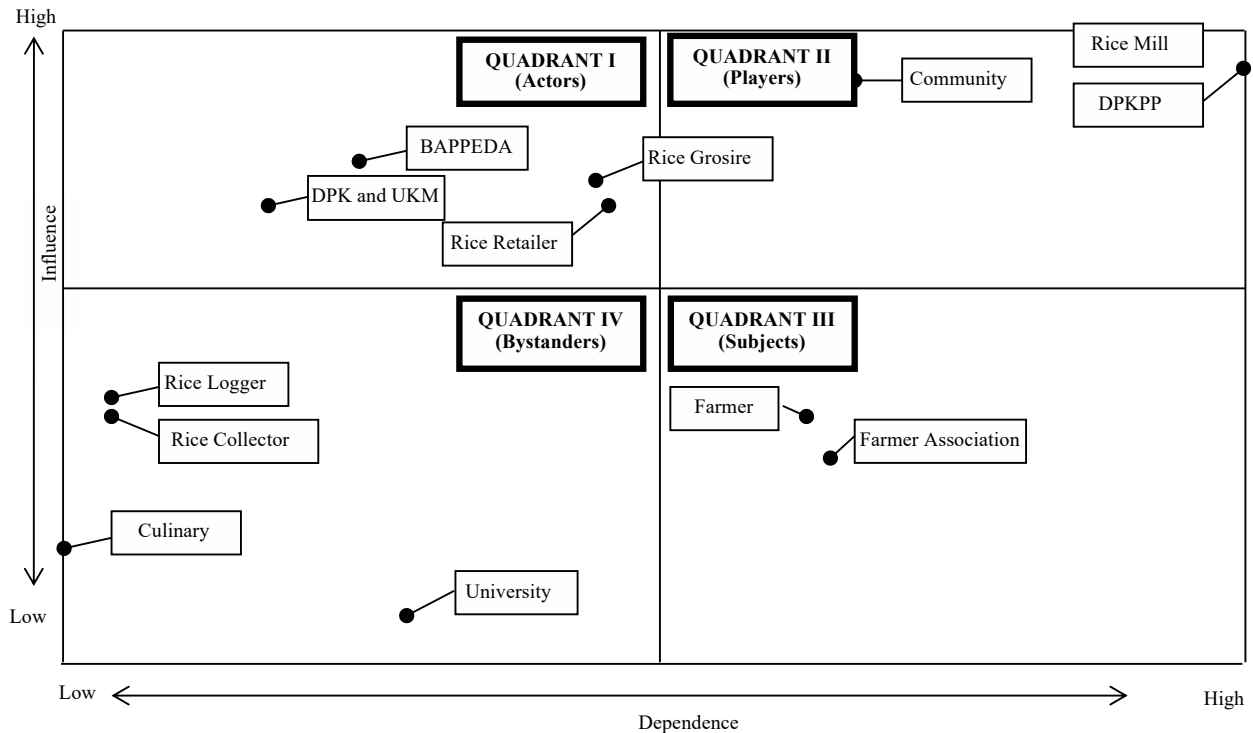 High
Rice Mill
QUADRANT I
(Actors)
QUADRANT II
(Players)
Community
DPKPP
BAPPEDA
Rice Grosire
DPK and UKM
Rice Retailer
Influence
QUADRANT IV
(Bystanders)
QUADRANT III
(Subjects)
Rice Logger
Farmer
Rice Collector
Farmer Association
Culinary
University
Low
Low
High
Dependence